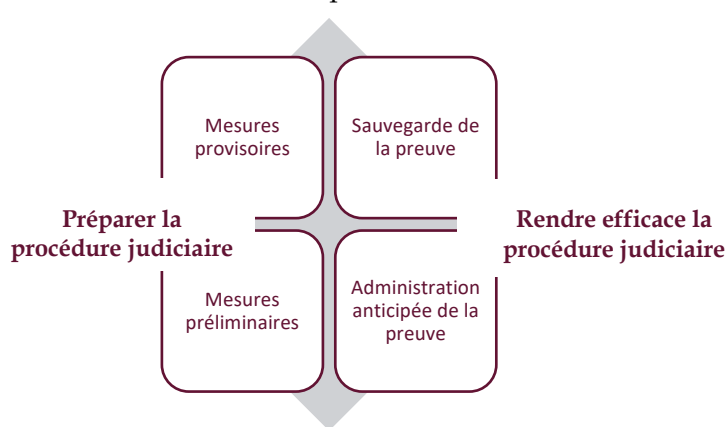 Mesures
provisoires
Sauvegarde de
la preuve
Préparer la
procédure judiciaire
Rendre efficace la
procédure judiciaire
Mesures
préliminaires
Administration
anticipée de la
preuve